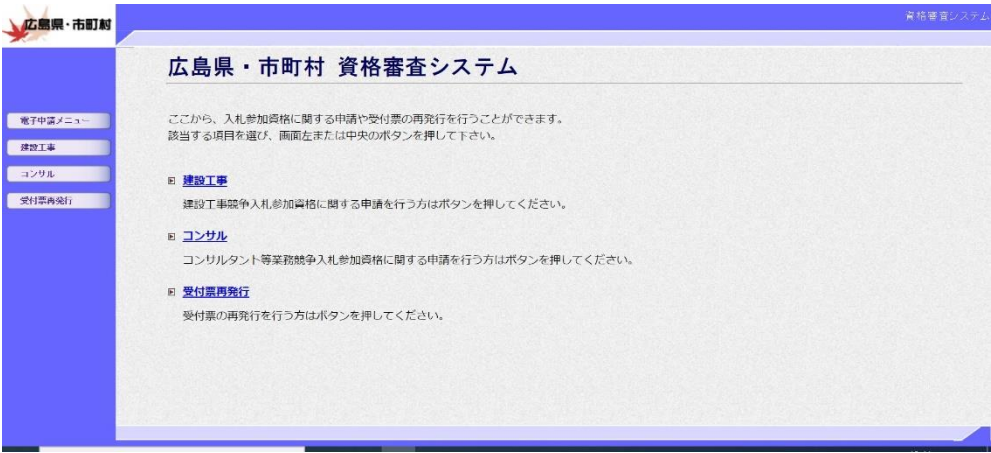 広島県・市町村
資格審査システム
広島県・市町村 資格審査システム
電子申請メニュー
建設工事
コンサル
受付票再発行
ここから、入札参加資格に関する申請や受付票の再発行を行うことができます。
該当する項目を選び、画面左または中央のボタンを押して下さい。
建設工事
建設工事競争入札参加資格に関する申請を行う方はボタンを押してください。
コンサル
コンサルタント等業務競争入札参加資格に関する申請を行う方はボタンを押してください。
受付票再発行
受付票の再発行を行う方はボタンを押してください。